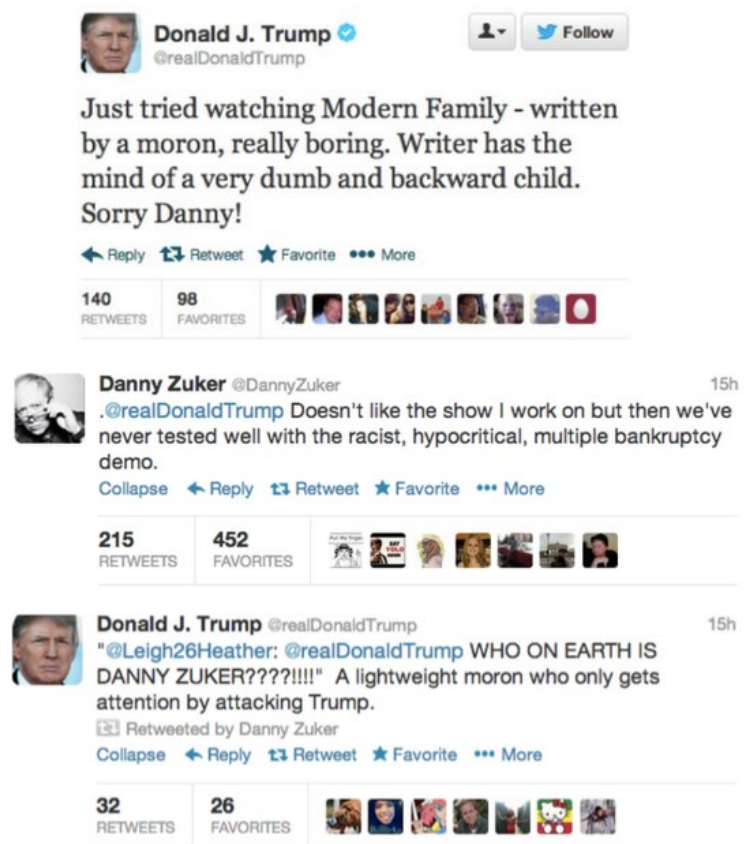 Donald J. Trump
@realDonaldTrump
Follow
Just tried watching Modern Family - written
by a moron, really boring. Writer has the
mind of a very dumb and backward child.
Sorry Danny!
Reply Retweet Favorite ••• More
140 98
RETWEETS FAVORITES
Danny Zuker @DannyZuker 15h
.@realDonaldTrump Doesn't like the show I work on but then we've
never tested well with the racist, hypocritical, multiple bankruptcy
demo.
Collapse Reply Retweet Favorite ••• More
215 452
RETWEETS FAVORITES
Donald J. Trump @realDonaldTrump 15h
"@Leigh26Heather: @realDonaldTrump WHO ON EARTH IS
DANNY ZUKER????!!!!" A lightweight moron who only gets
attention by attacking Trump.
Retweeted by Danny Zuker
Collapse Reply Retweet Favorite ••• More
32 26
RETWEETS FAVORITES